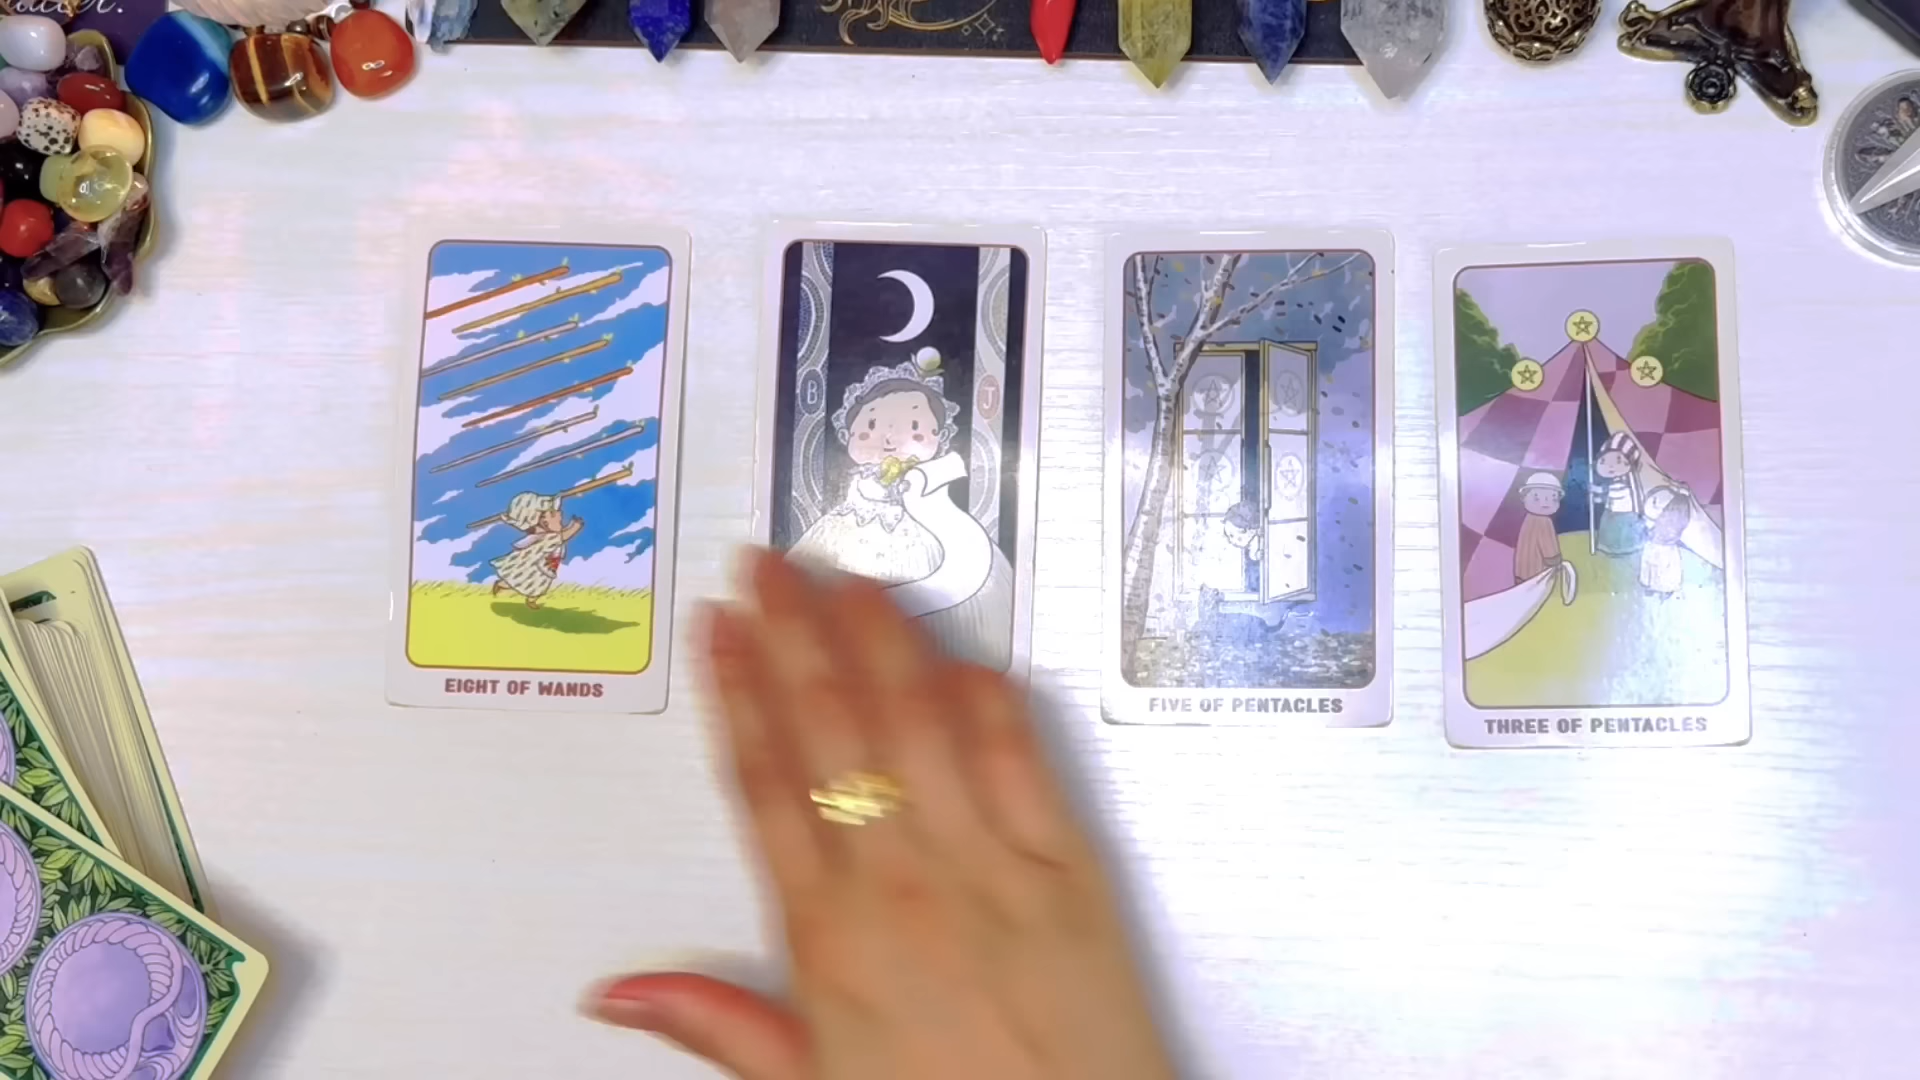 B
J
EIGHT OF WANDS
FIVE OF PENTACLES
THREE OF PENTACLES